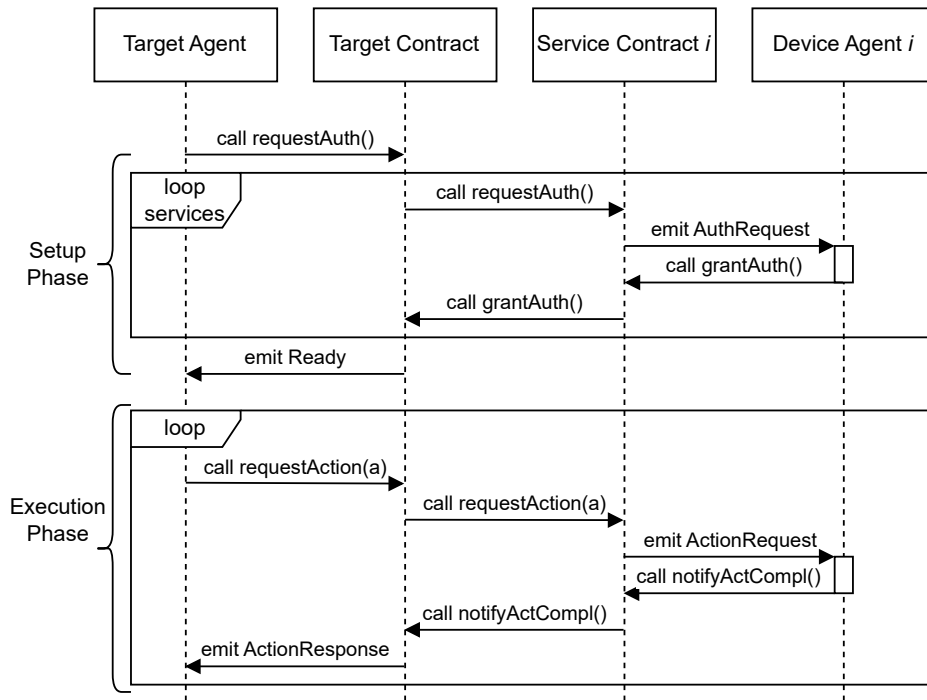 Target Agent
Target Contract
Service Contract i
Device Agent i
call requestAuth()
loop
services
call requestAuth()
emit AuthRequest
Setup
Phase
call grantAuth()
call grantAuth()
emit Ready
loop
call requestAction(a)
call requestAction(a)
Execution
Phase
emit ActionRequest
call notifyActCompl()
call notifyActCompl()
emit ActionResponse